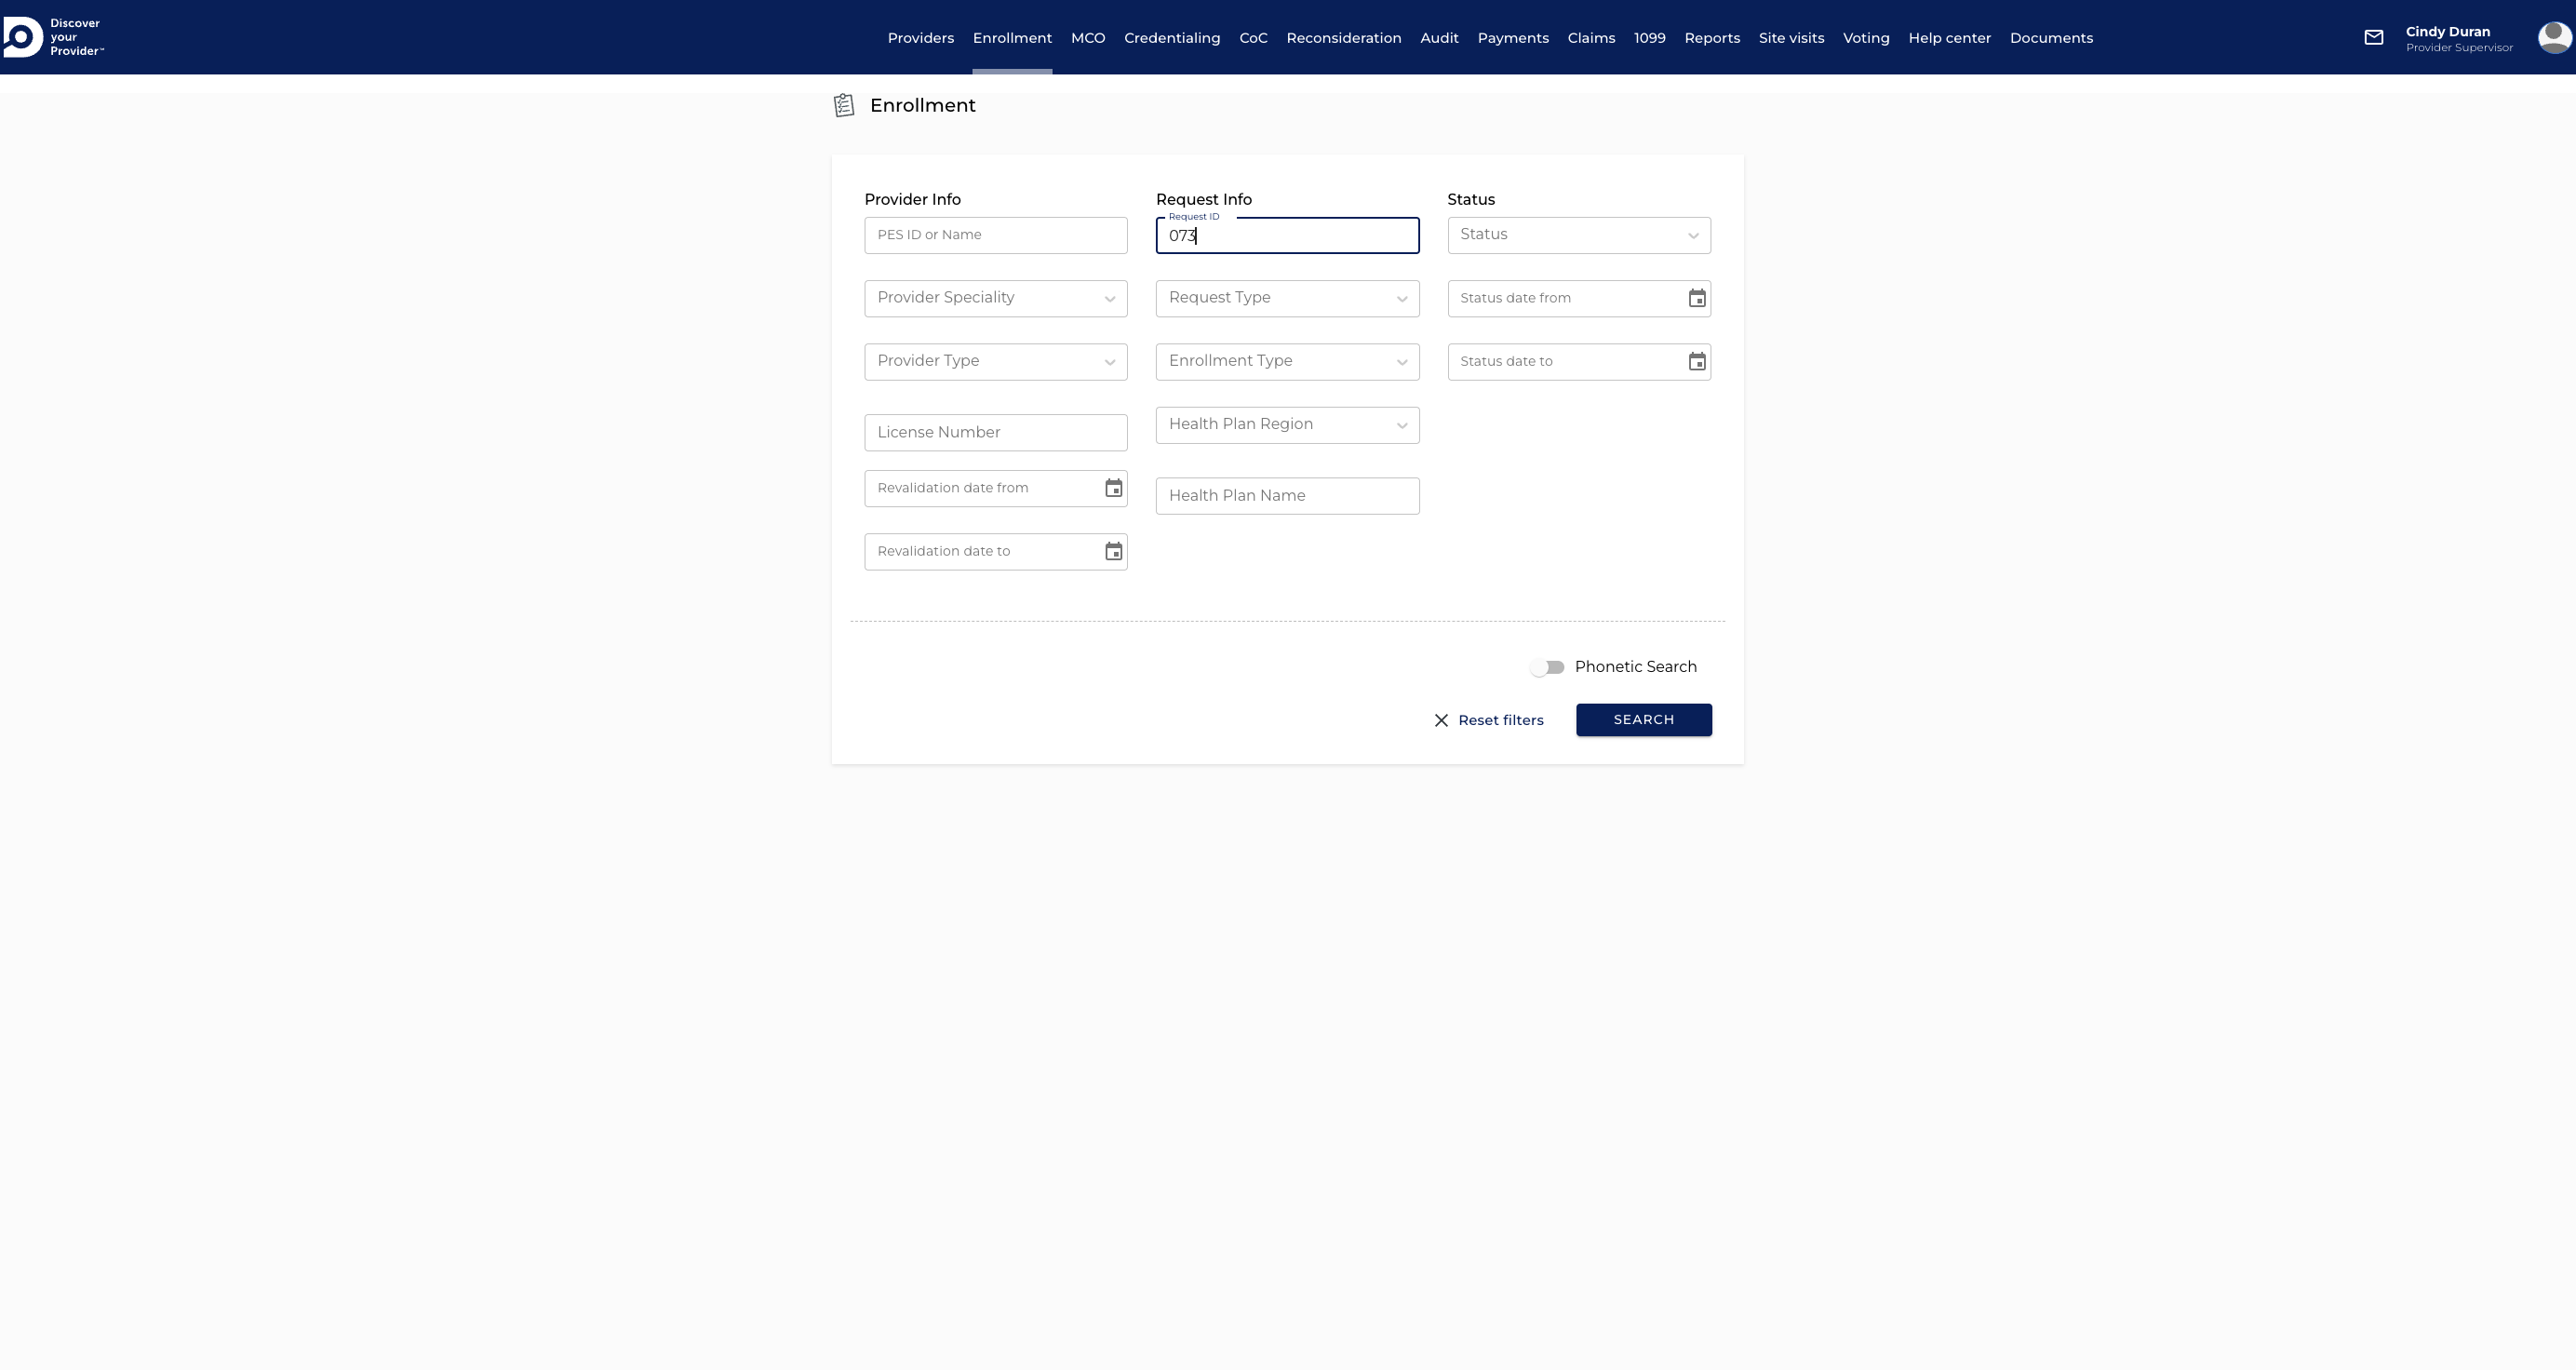 Discover
your
Provider™
Providers Enrollment MCO Credentialing CoC Reconsideration Audit Payments Claims 1099 Reports Site visits Voting Help center Documents
Cindy Duran
Provider Supervisor
Enrollment
Provider Info
PES ID or Name
Provider Speciality
Provider Type
License Number
Revalidation date from
Revalidation date to
Request Info
Request ID
073
Request Type
Enrollment Type
Health Plan Region
Health Plan Name
Status
Status
Status date from
Status date to
Phonetic Search
Reset filters
SEARCH